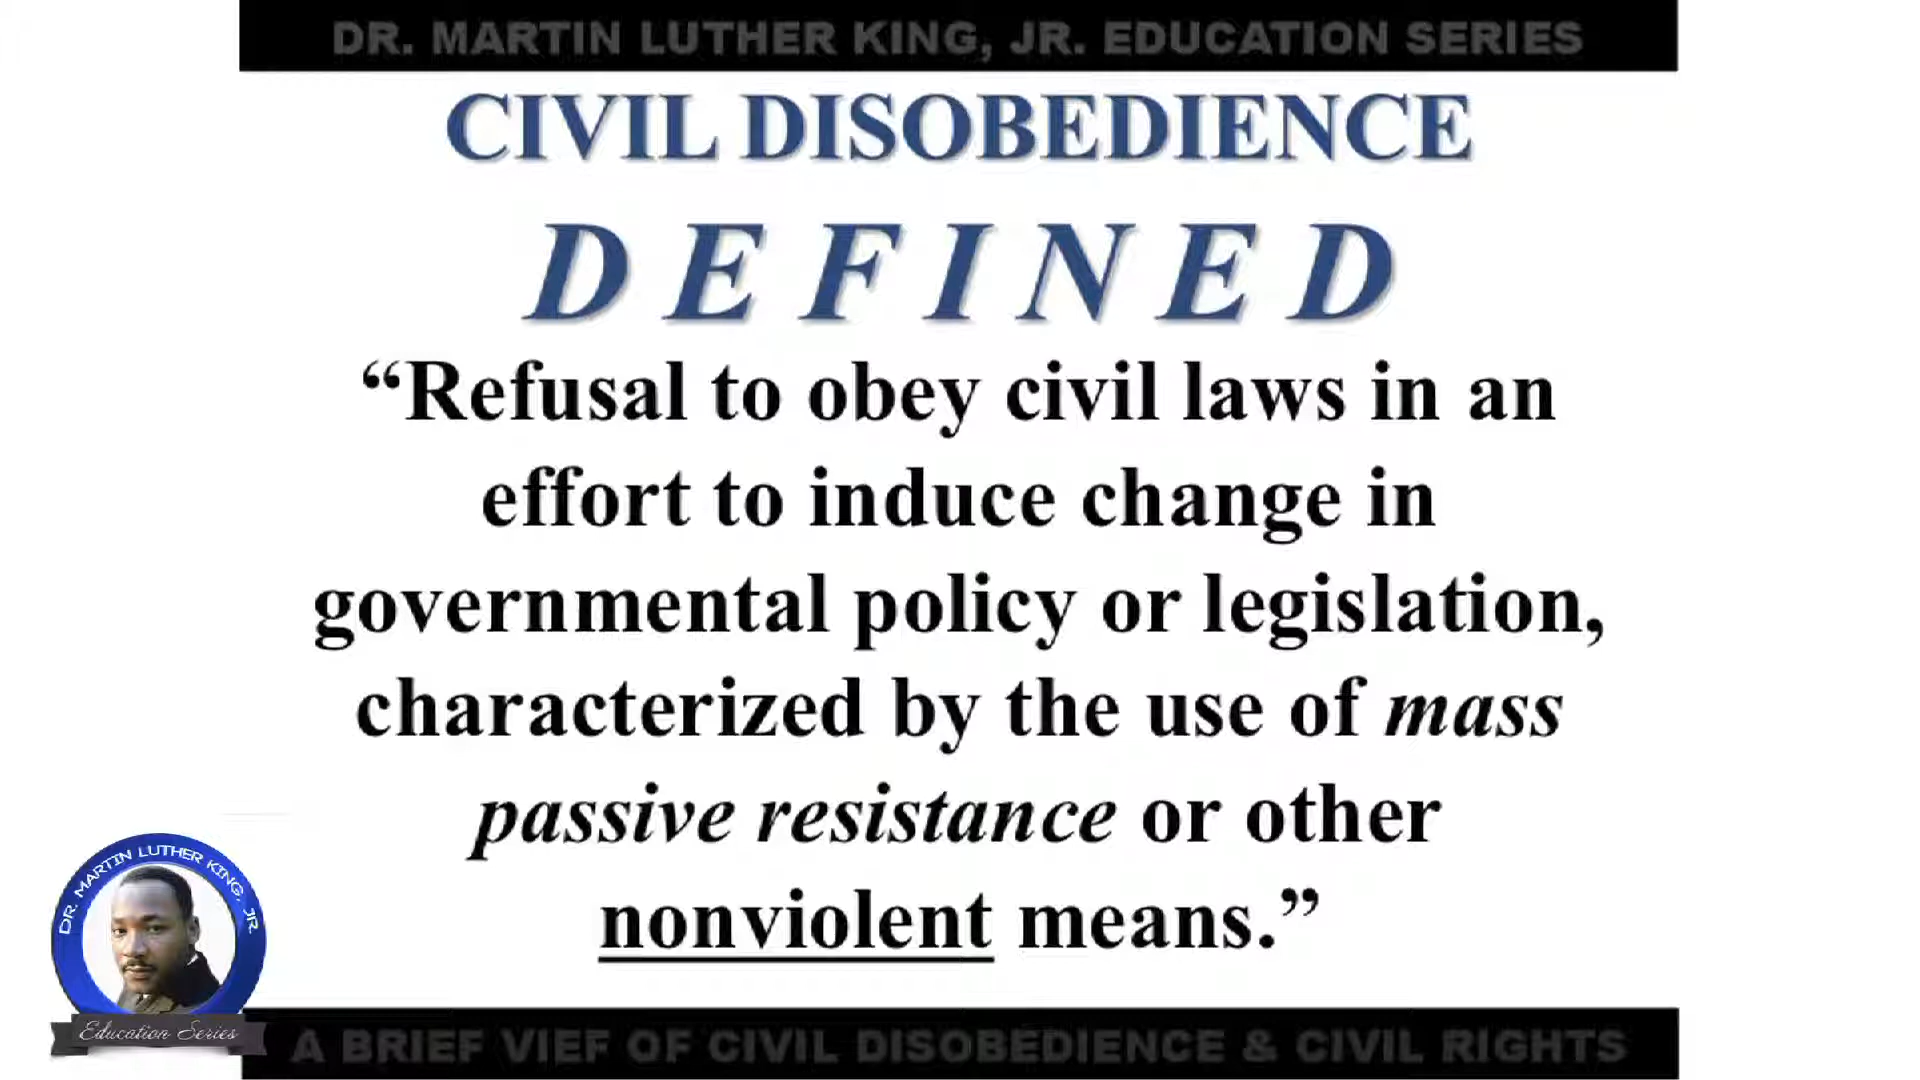 DR. MARTIN LUTHER KING, JR. EDUCATION SERIES
CIVIL DISOBEDIENCE
DEFINED
“Refusal to obey civil laws in an
effort to induce change in
governmental policy or legislation,
characterized by the use of mass
passive resistance or other
nonviolent means.”
DR. MARTIN LUTHER KING, JR
Education Series
A BRIEF VIEF OF CIVIL DISOBEDIENCE & CIVIL RIGHTS